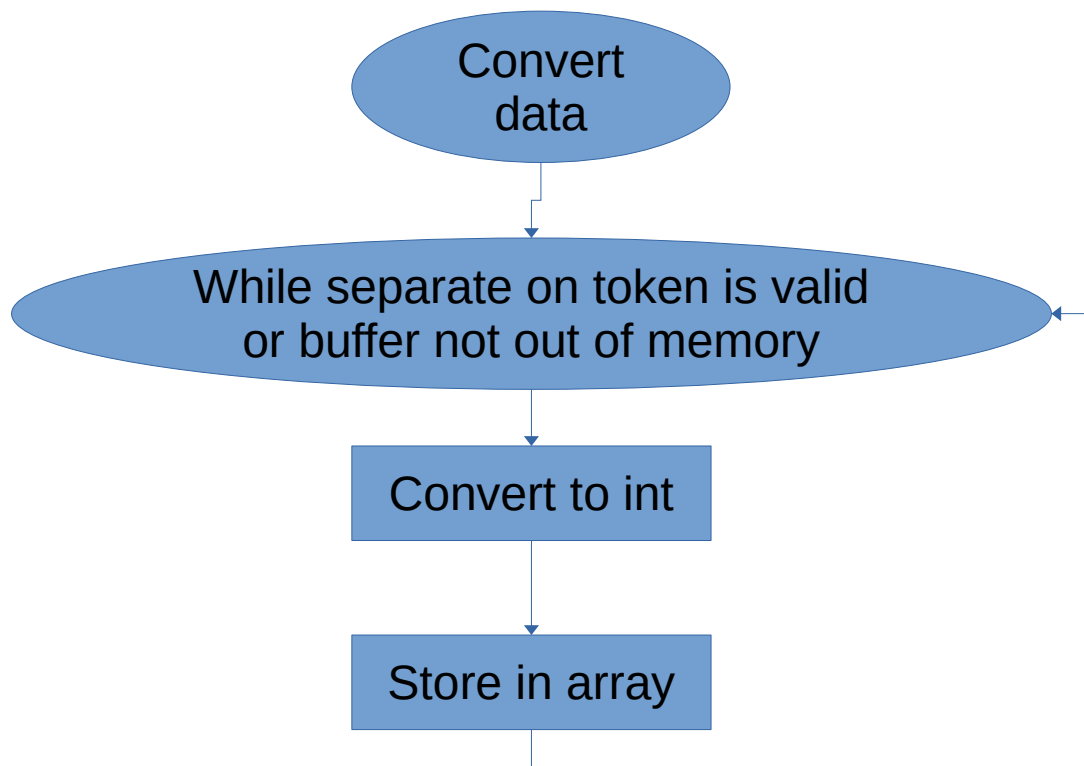 Convert
data
While separate on token is valid
or buffer not out of memory
Convert to int
Store in array